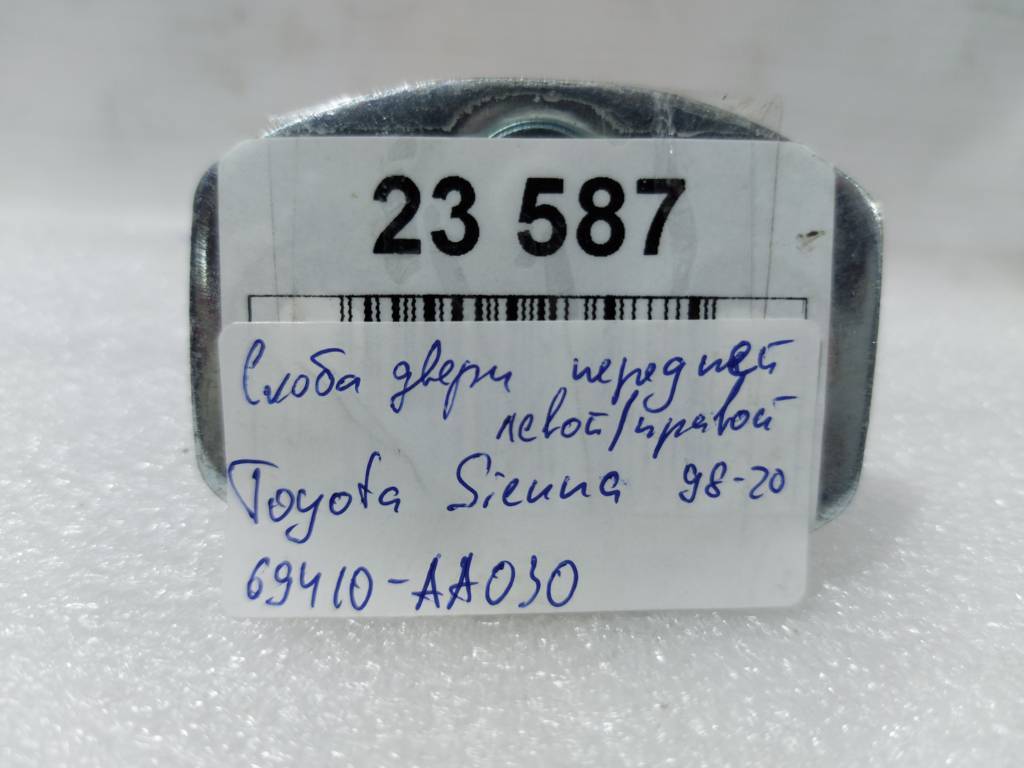 23 587
Скоба двери передней
левой/правой
Toyota Sienna 98-20
69410-AA030